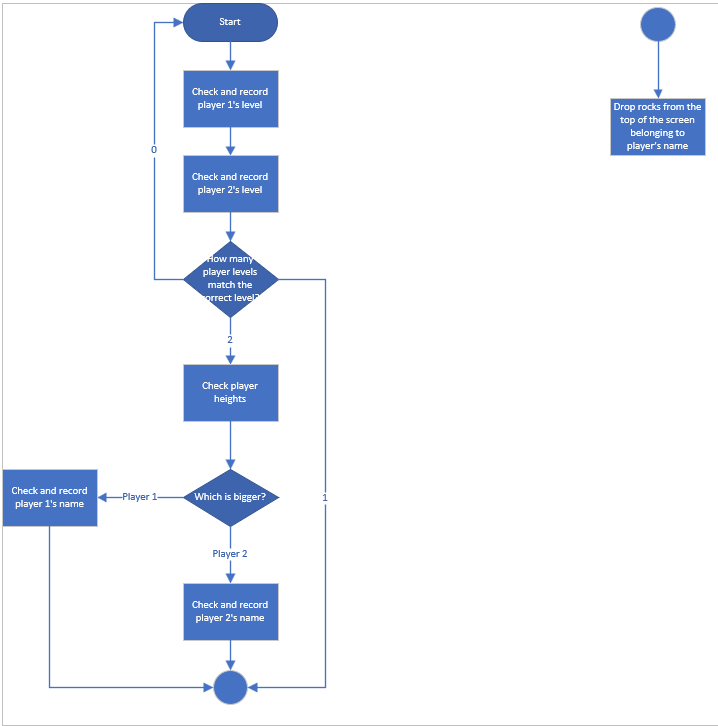 Start
Check and record
player 1's level
0
Check and record
player 2's level
How many
player levels
match the
correct level?
2
Check player
heights
Check and record
player 1's name
Player 1
Which is bigger?
1
Player 2
Check and record
player 2's name
Drop rocks from the
top of the screen
belonging to
player's name